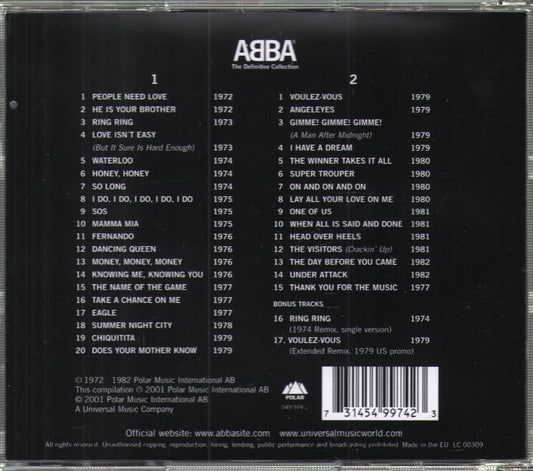 ABBA
The Definitive Collection
1
1 PEOPLE NEED LOVE 1972
2 HE IS YOUR BROTHER 1972
3 RING RING 1973
4 LOVE ISN'T EASY
(But It Sure Is Hard Enough) 1973
5 WATERLOO 1974
6 HONEY, HONEY 1974
7 SO LONG 1974
8 I DO, I DO, I DO, I DO, I DO 1975
9 SOS 1975
10 MAMMA MIA 1975
11 FERNANDO 1976
12 DANCING QUEEN 1976
13 MONEY, MONEY, MONEY 1976
14 KNOWING ME, KNOWING YOU 1976
15 THE NAME OF THE GAME 1977
16 TAKE A CHANCE ON ME 1977
17 EAGLE 1977
18 SUMMER NIGHT CITY 1978
19 CHIQUITITA 1979
20 DOES YOUR MOTHER KNOW 1979
2
1 VOULEZ-VOUS 1979
2 ANGELEYES 1979
3 GIMME! GIMME! GIMME!
(A Man After Midnight) 1979
4 I HAVE A DREAM 1979
5 THE WINNER TAKES IT ALL 1980
6 SUPER TROUPER 1980
7 ON AND ON AND ON 1980
8 LAY ALL YOUR LOVE ON ME 1980
9 ONE OF US 1981
10 WHEN ALL IS SAID AND DONE 1981
11 HEAD OVER HEELS 1981
12 THE VISITORS (Crackin' Up) 1981
13 THE DAY BEFORE YOU CAME 1982
14 UNDER ATTACK 1982
15 THANK YOU FOR THE MUSIC 1977
BONUS TRACKS
16 RING RING 1974
(1974 Remix, single version)
17. VOULEZ-VOUS 1979
(Extended Remix, 1979 US promo)
℗ 1972 - 1982 Polar Music International AB
This compilation ℗ 2001 Polar Music International AB
© 2001 Polar Music International AB
A Universal Music Company
POLAR
549 974-2
7 31454 99742 3
Official website: www.abbasite.com - www.universalmusicworld.com
All rights reserved. Unauthorised copying, reproduction, hiring, lending, public performance and broadcasting prohibited. Made in the EU LC 00309